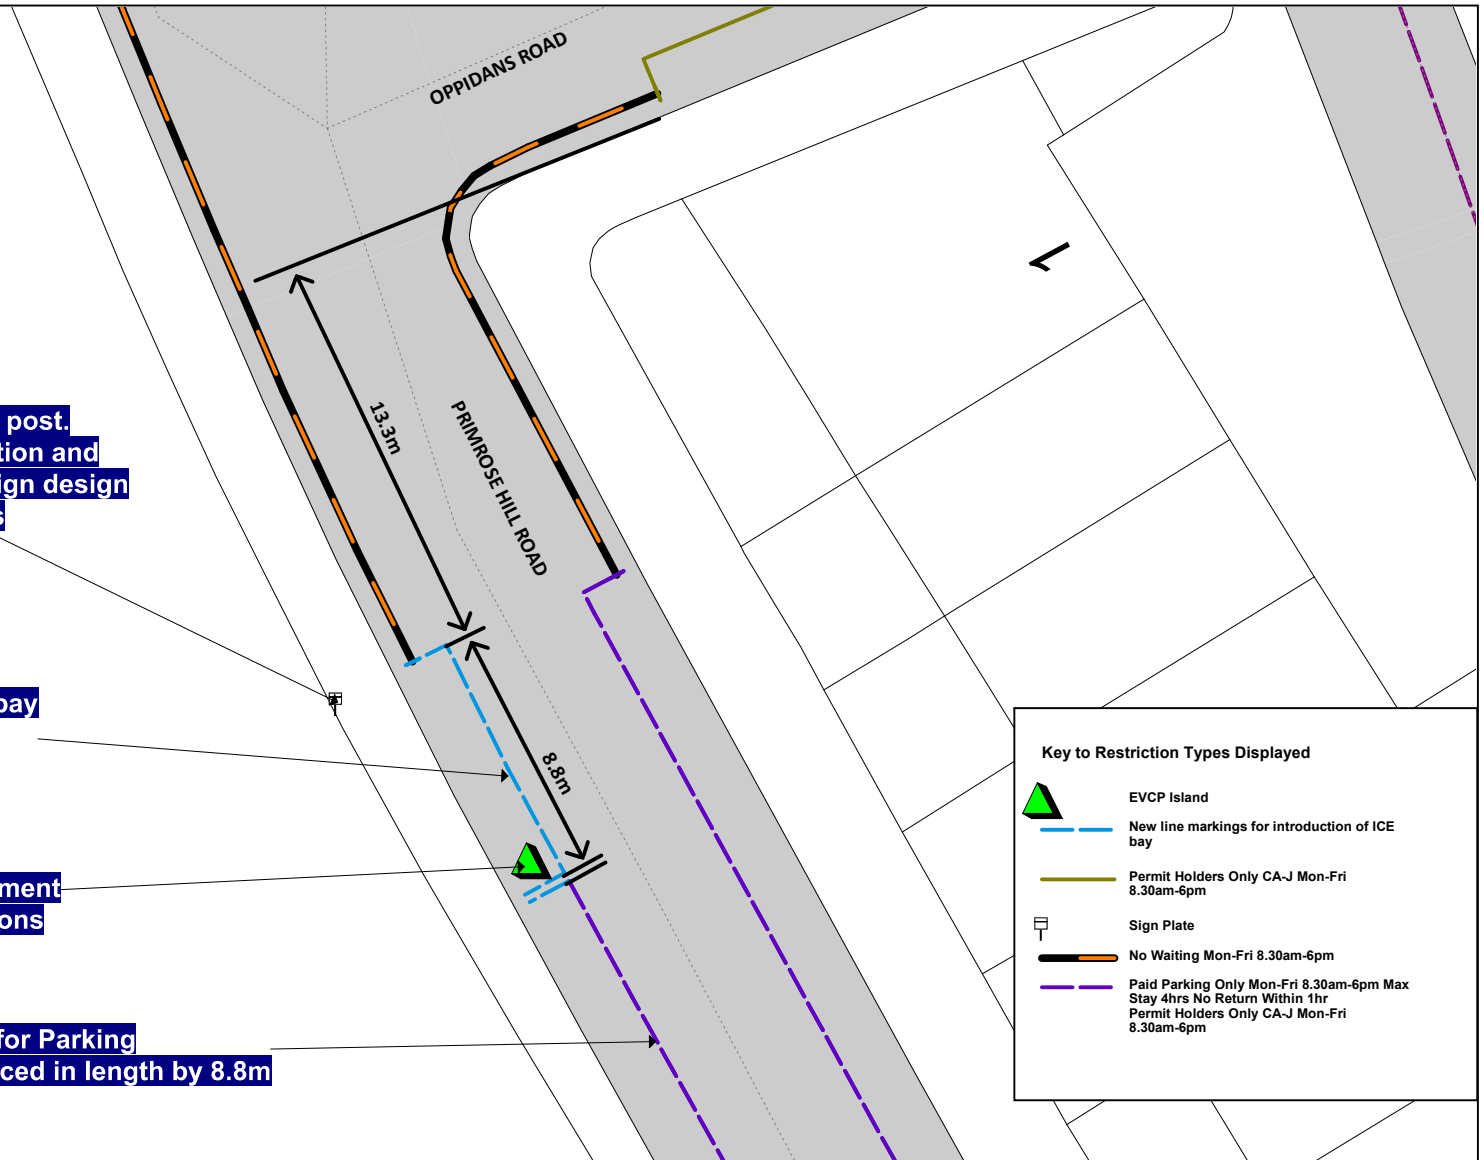 OPPIDANS ROAD
13.3m
PRIMROSE HILL ROAD
8.8m
1
post.
tion and
ign design
s
bay
ment
ons
for Parking
ced in length by 8.8m
Key to Restriction Types Displayed
EVCP Island
New line markings for introduction of ICE
bay
Permit Holders Only CA-J Mon-Fri
8.30am-6pm
Sign Plate
No Waiting Mon-Fri 8.30am-6pm
Paid Parking Only Mon-Fri 8.30am-6pm Max
Stay 4hrs No Return Within 1hr
Permit Holders Only CA-J Mon-Fri
8.30am-6pm